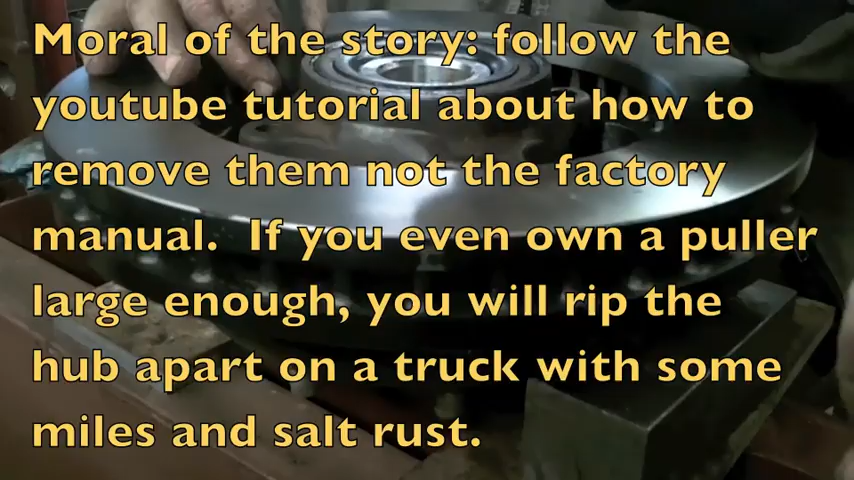 Moral of the story: follow the
youtube tutorial about how to
remove them not the factory
manual.  If you even own a puller
large enough, you will rip the
hub apart on a truck with some
miles and salt rust.